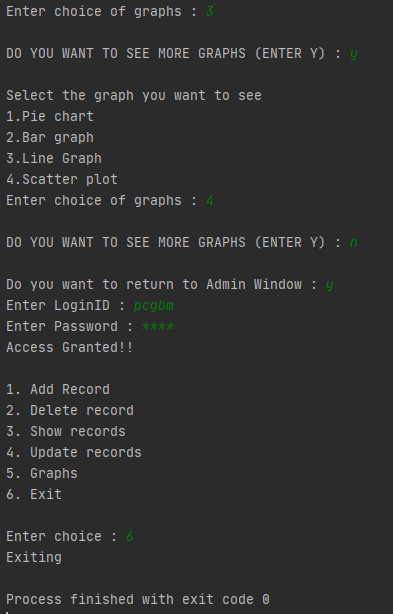 Enter choice of graphs : 3
DO YOU WANT TO SEE MORE GRAPHS (ENTER Y) : y
Select the graph you want to see
1.Pie chart
2.Bar graph
3.Line Graph
4.Scatter plot
Enter choice of graphs : 4
DO YOU WANT TO SEE MORE GRAPHS (ENTER Y) : n
Do you want to return to Admin Window : y
Enter LoginID : pcgbm
Enter Password : ****
Access Granted!!
1. Add Record
2. Delete record
3. Show records
4. Update records
5. Graphs
6. Exit
Enter choice : 6
Exiting
Process finished with exit code 0